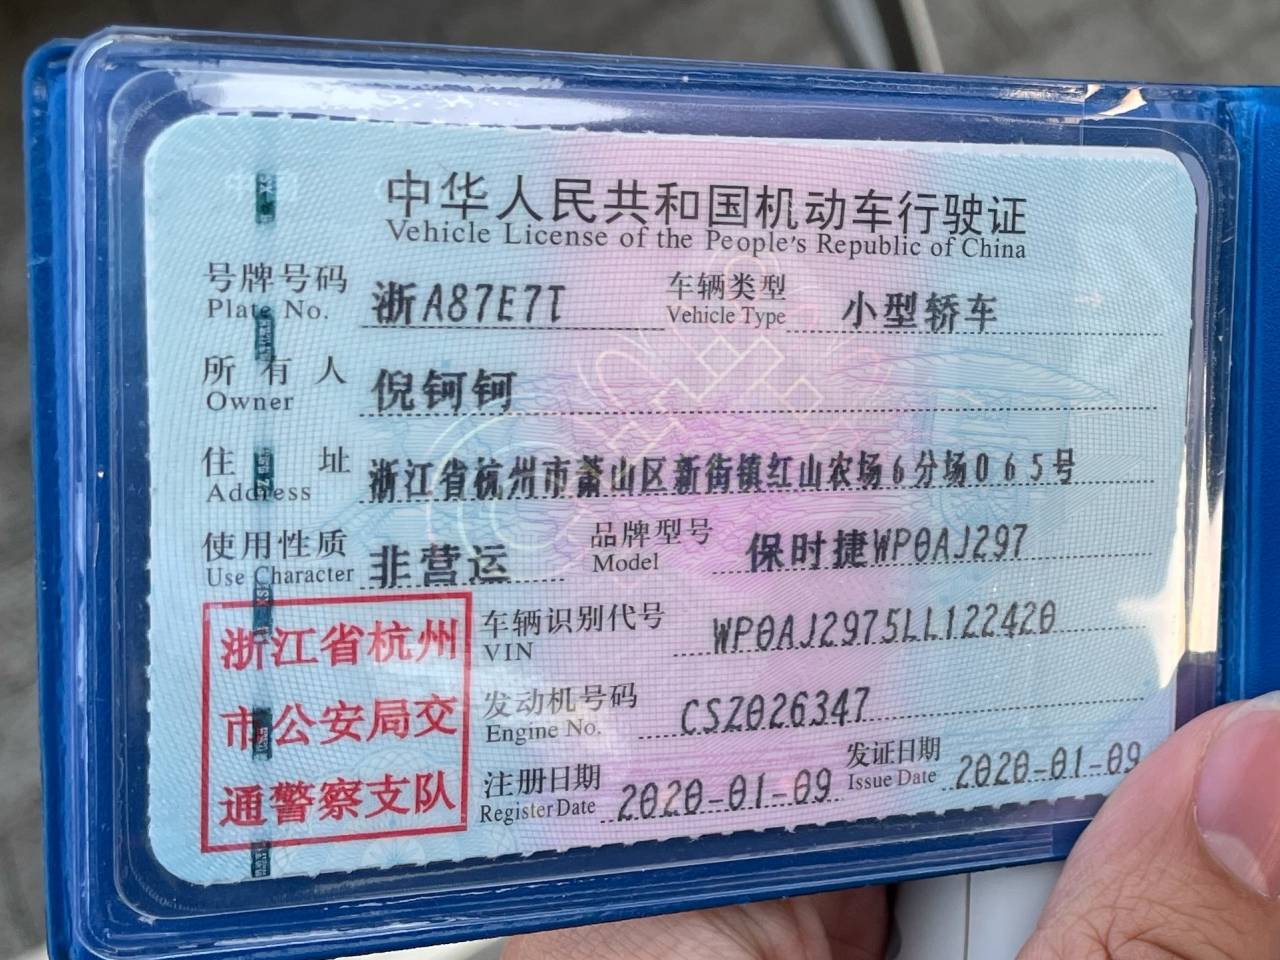 中华人民共和国机动车行驶证
Vehicle License of the People's Republic of China
号牌号码 浙A87E7T 车辆类型 小型轿车
Plate No. Vehicle Type
所有人 倪钶钶
Owner
住址 浙江省杭州市萧山区新街镇红山农场6分场065号
Address
使用性质 非营运 品牌型号 保时捷WP0AJ297
Use Character Model
浙江省杭州
市公安局交
通警察支队
车辆识别代号 WP0AJ2975LL122420
VIN
发动机号码 CSZ026347
Engine No.
注册日期 2020-01-09 发证日期 2020-01-09
Register Date Issue Date